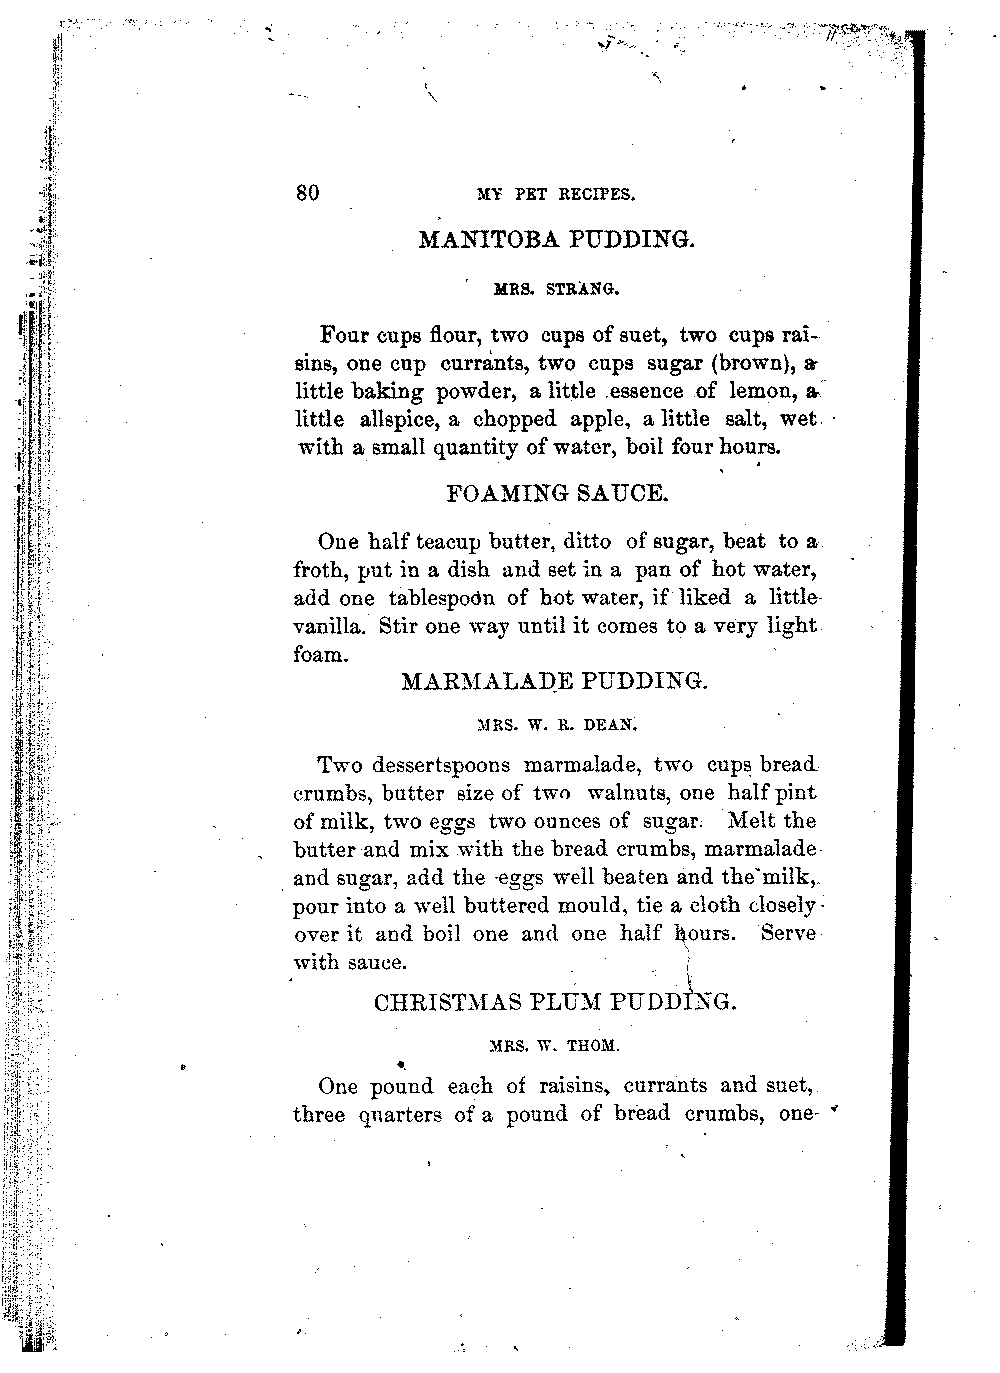 80 MY PET RECIPES.
MANITOBA PUDDING.
MRS. STRANG.
Four cups flour, two cups of suet, two cups rai-
sins, one cup currants, two cups sugar (brown), a
little baking powder, a little essence of lemon, a
little allspice, a chopped apple, a little salt, wet
with a small quantity of water, boil four hours.
FOAMING SAUCE.
One half teacup butter, ditto of sugar, beat to a
froth, put in a dish and set in a pan of hot water,
add one tablespoon of hot water, if liked a little
vanilla. Stir one way until it comes to a very light
foam.
MARMALADE PUDDING.
MRS. W. R. DEAN.
Two dessertspoons marmalade, two cups bread
crumbs, butter size of two walnuts, one half pint
of milk, two eggs two ounces of sugar. Melt the
butter and mix with the bread crumbs, marmalade
and sugar, add the eggs well beaten and the milk,
pour into a well buttered mould, tie a cloth closely
over it and boil one and one half hours. Serve
with sauce.
CHRISTMAS PLUM PUDDING.
MRS. W. THOM.
One pound each of raisins, currants and suet,
three quarters of a pound of bread crumbs, one-